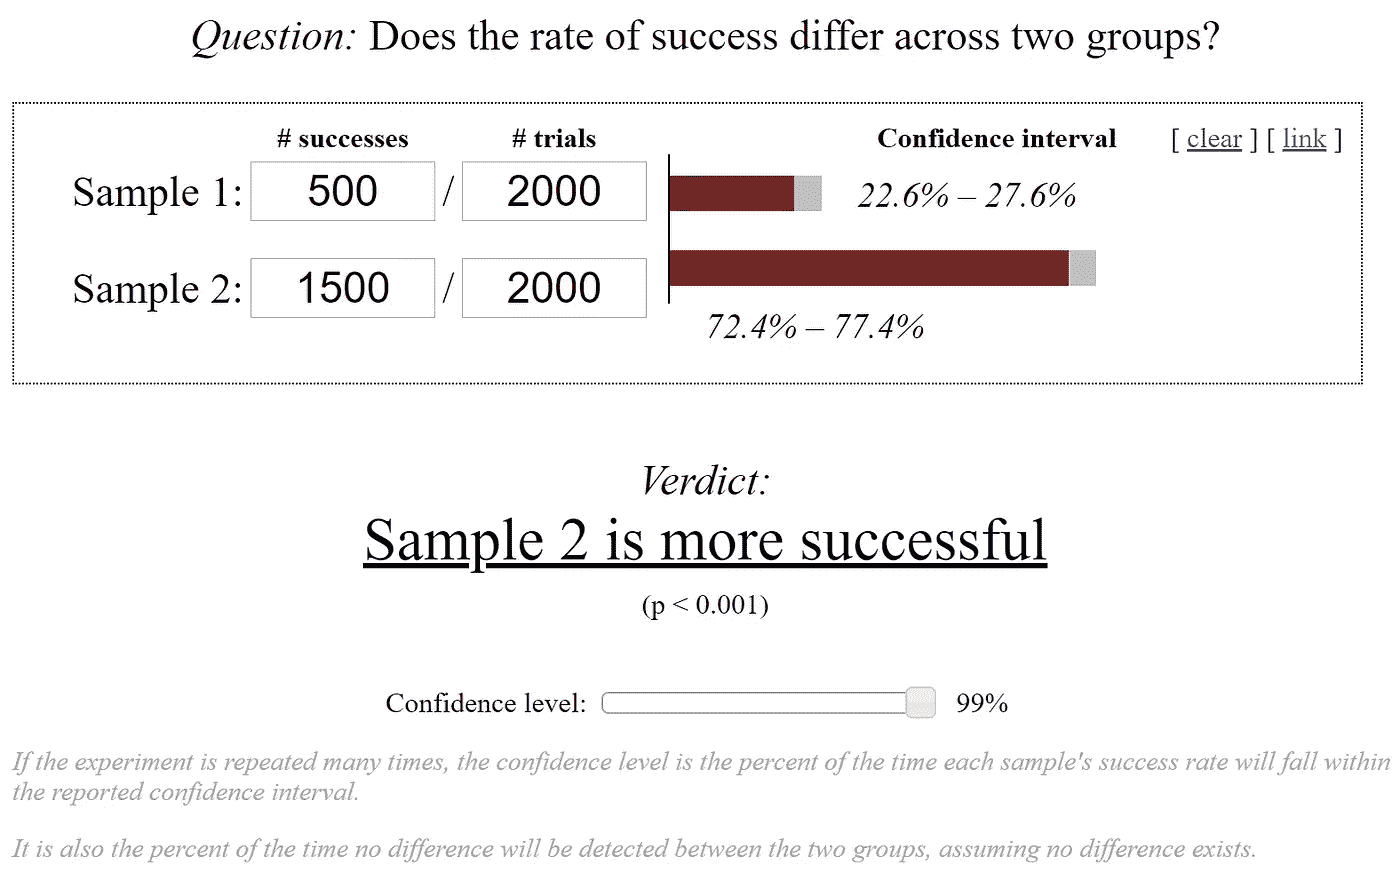 Question: Does the rate of success differ across two groups?
# successes # trials Confidence interval [ clear ] [ link ]
Sample 1: 500 / 2000 22.6% – 27.6%
Sample 2: 1500 / 2000
72.4% – 77.4%
Verdict:
Sample 2 is more successful
(p < 0.001)
Confidence level: 99%
If the experiment is repeated many times, the confidence level is the percent of the time each sample's success rate will fall within
the reported confidence interval.
It is also the percent of the time no difference will be detected between the two groups, assuming no difference exists.